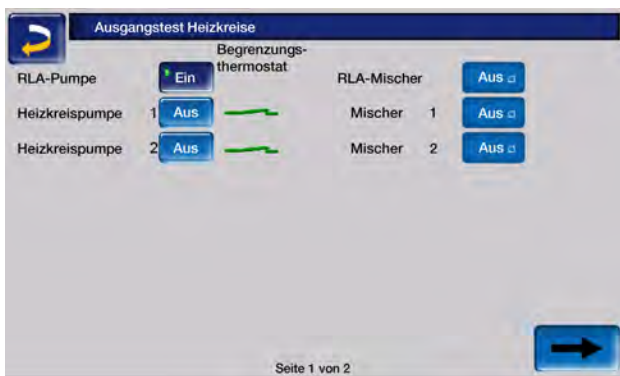 Ausgangstest Heizkreise
Begrenzungs-
thermostat
RLA-Pumpe Ein RLA-Mischer Aus
Heizkreispumpe 1 Aus Mischer 1 Aus
Heizkreispumpe 2 Aus Mischer 2 Aus
Seite 1 von 2